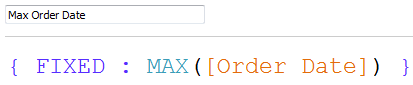 Max Order Date
{ FIXED : MAX([Order Date]) }